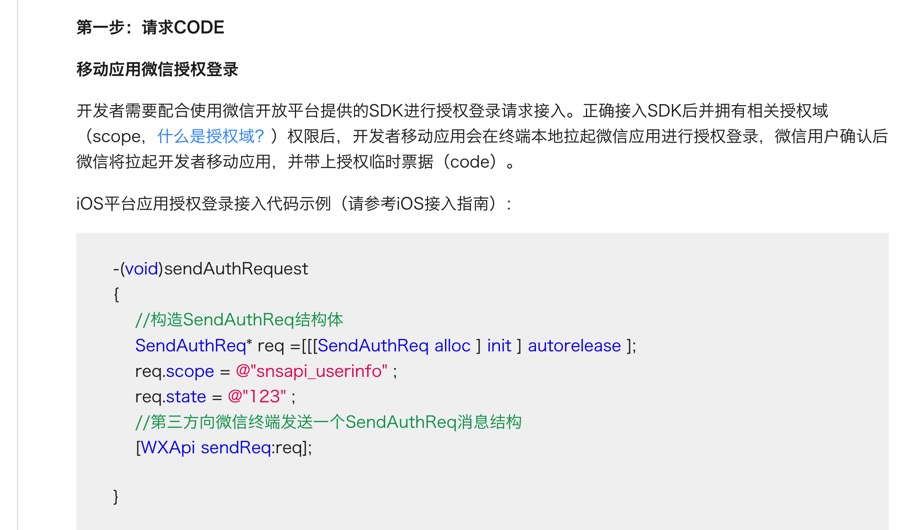 第一步：请求CODE
移动应用微信授权登录
开发者需要配合使用微信开放平台提供的SDK进行授权登录请求接入。正确接入SDK后并拥有相关授权域
（scope，什么是授权域？）权限后，开发者移动应用会在终端本地拉起微信应用进行授权登录，微信用户确认后
微信将拉起开发者移动应用，并带上授权临时票据（code）。
iOS平台应用授权登录接入代码示例（请参考iOS接入指南）：
-(void)sendAuthRequest
{
//构造SendAuthReq结构体
SendAuthReq* req =[[[SendAuthReq alloc ] init ] autorelease ];
req.scope = @"snsapi_userinfo" ;
req.state = @"123" ;
//第三方向微信终端发送一个SendAuthReq消息结构
[WXApi sendReq:req];
}